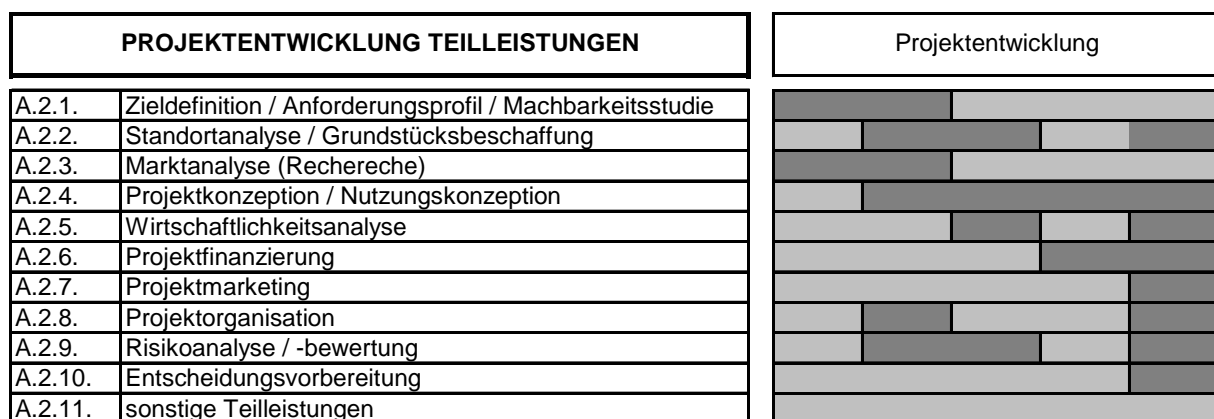 PROJEKTENTWICKLUNG TEILLEISTUNGEN
Projektentwicklung
A.2.1. Zieldefinition / Anforderungsprofil / Machbarkeitsstudie
A.2.2. Standortanalyse / Grundstücksbeschaffung
A.2.3. Marktanalyse (Rechereche)
A.2.4. Projektkonzeption / Nutzungskonzeption
A.2.5. Wirtschaftlichkeitsanalyse
A.2.6. Projektfinanzierung
A.2.7. Projektmarketing
A.2.8. Projektorganisation
A.2.9. Risikoanalyse / -bewertung
A.2.10. Entscheidungsvorbereitung
A.2.11. sonstige Teilleistungen